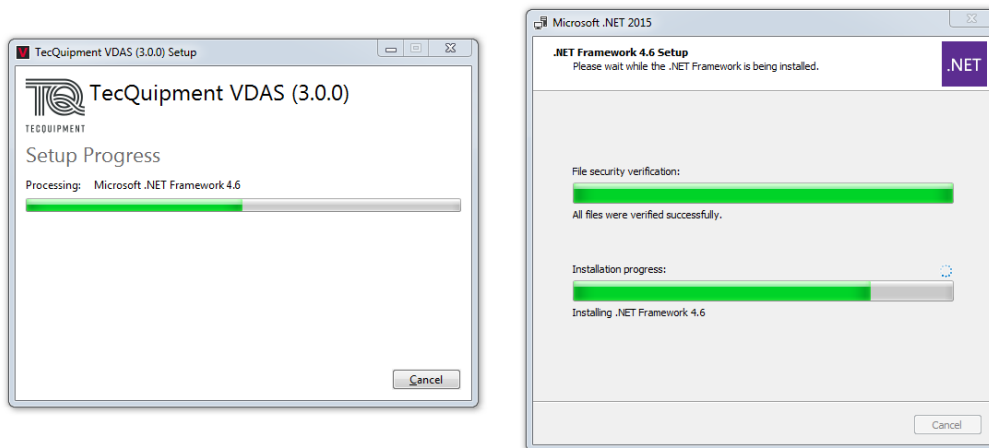 TecQuipment VDAS (3.0.0) Setup
TQ
TECQUIPMENT
TecQuipment VDAS (3.0.0)
Setup Progress
Processing: Microsoft .NET Framework 4.6
Cancel
Microsoft .NET 2015
.NET Framework 4.6 Setup
Please wait while the .NET Framework is being installed.
.NET
File security verification:
All files were verified successfully.
Installation progress:
Installing .NET Framework 4.6
Cancel